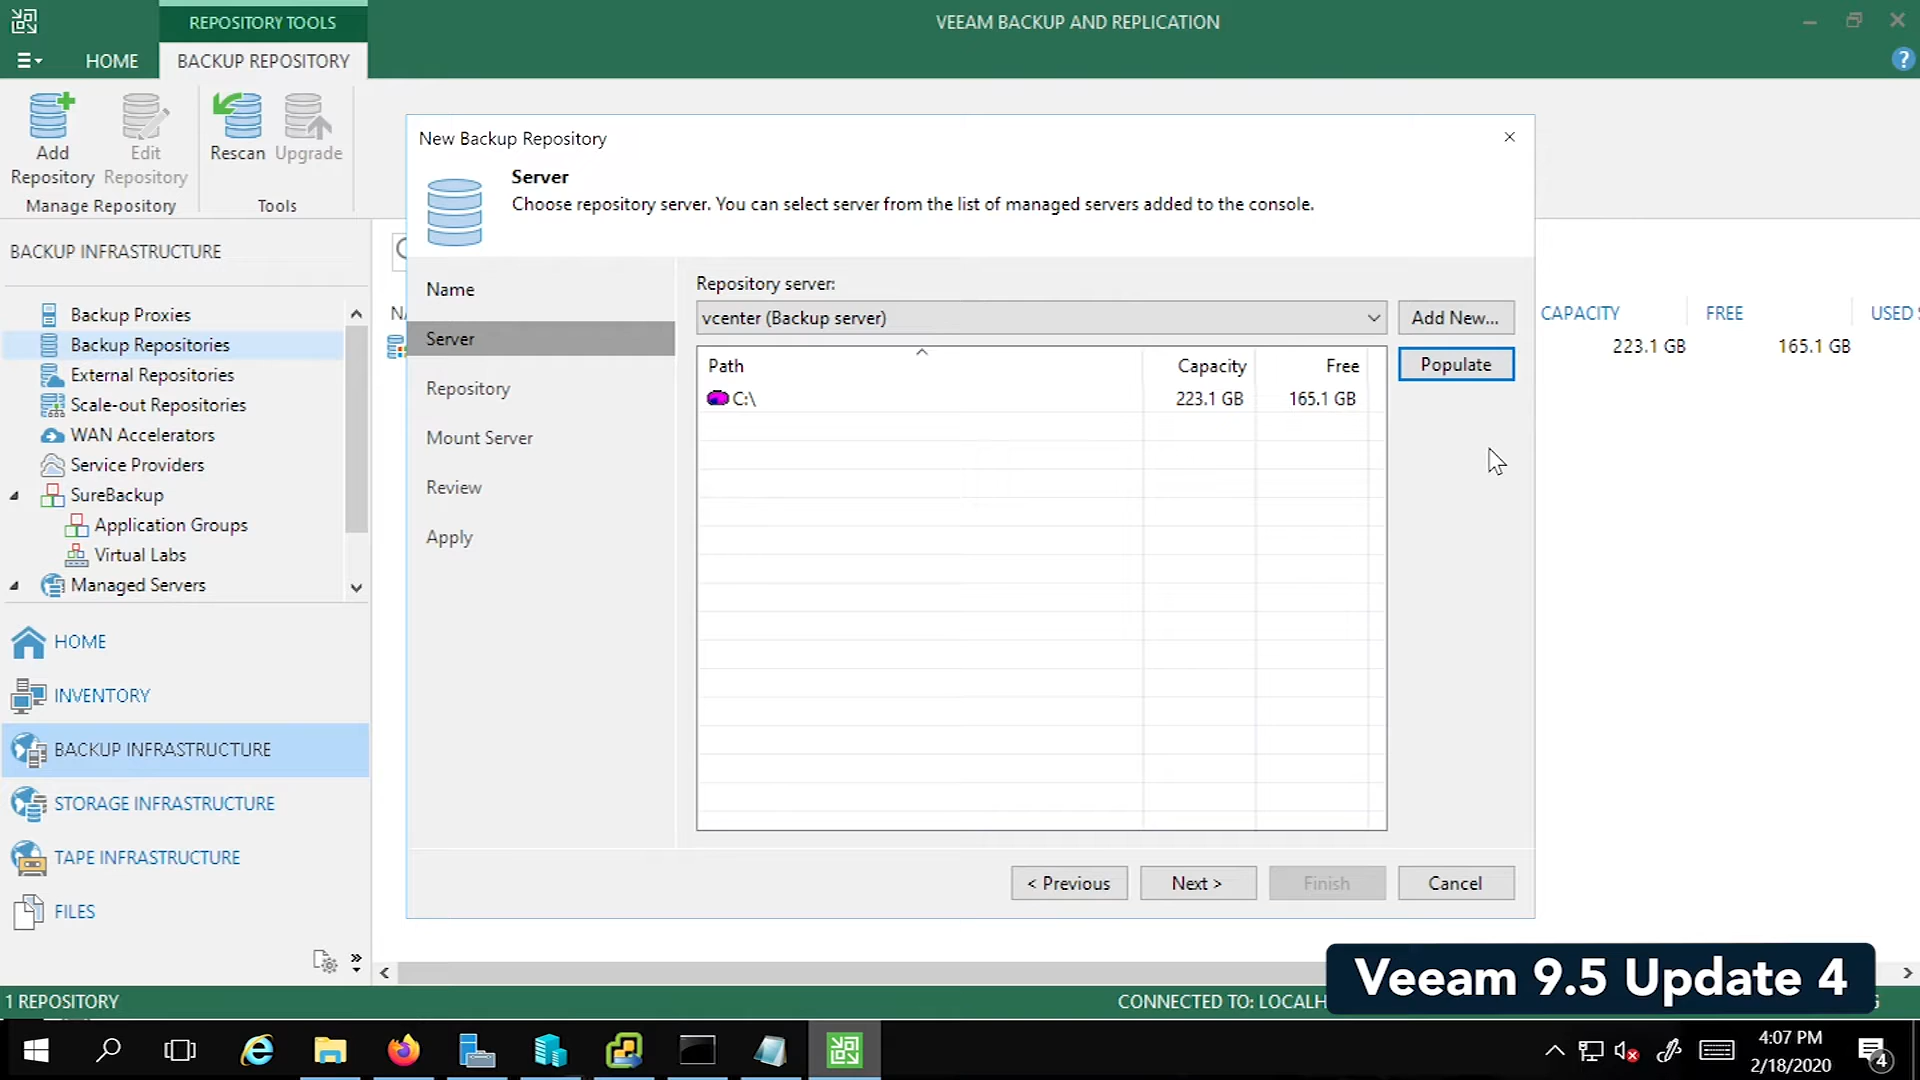 REPOSITORY TOOLS
VEEAM BACKUP AND REPLICATION
HOME
BACKUP REPOSITORY
?
Add Repository
Edit Repository
Rescan
Upgrade
Manage Repository
Tools
BACKUP INFRASTRUCTURE
Backup Proxies
Backup Repositories
External Repositories
Scale-out Repositories
WAN Accelerators
Service Providers
SureBackup
Application Groups
Virtual Labs
Managed Servers
HOME
INVENTORY
BACKUP INFRASTRUCTURE
STORAGE INFRASTRUCTURE
TAPE INFRASTRUCTURE
FILES
New Backup Repository
Server
Choose repository server. You can select server from the list of managed servers added to the console.
Name
Server
Repository
Mount Server
Review
Apply
Repository server:
vcenter (Backup server)
Add New...
Populate
Path Capacity Free
C:\ 223.1 GB 165.1 GB
< Previous
Next >
Finish
Cancel
CAPACITY FREE USED
223.1 GB 165.1 GB
Veeam 9.5 Update 4
1 REPOSITORY
CONNECTED TO: LOCALH
4:07 PM
2/18/2020
4